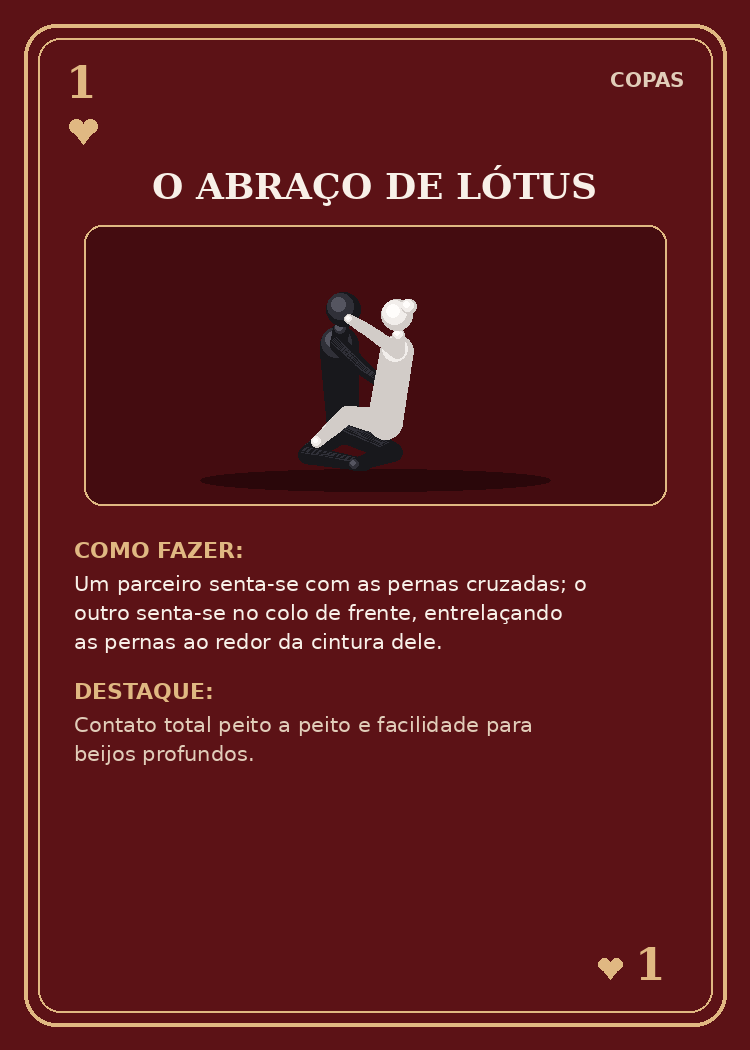 1
COPAS
O ABRAÇO DE LÓTUS
COMO FAZER:
Um parceiro senta-se com as pernas cruzadas; o
outro senta-se no colo de frente, entrelaçando
as pernas ao redor da cintura dele.
DESTAQUE:
Contato total peito a peito e facilidade para
beijos profundos.
1